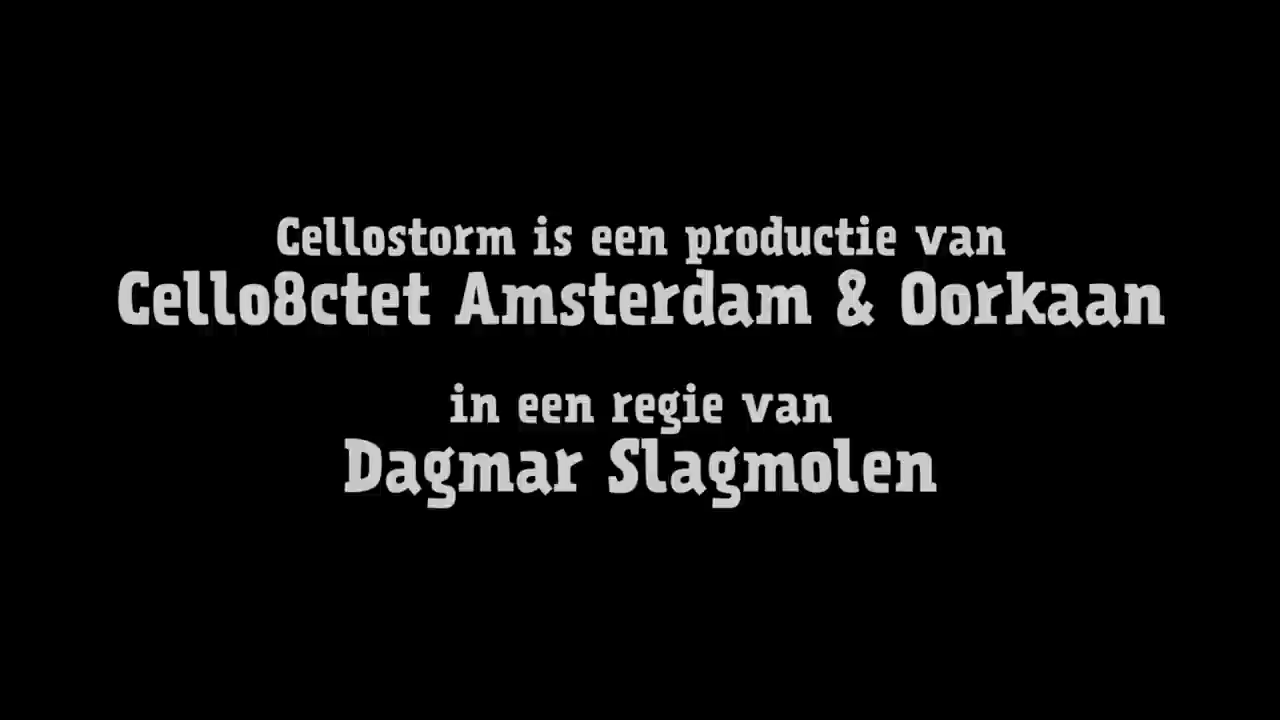 Cellostorm is een productie van
Cello8ctet Amsterdam & Oorkaan
in een regie van
Dagmar Slagmolen